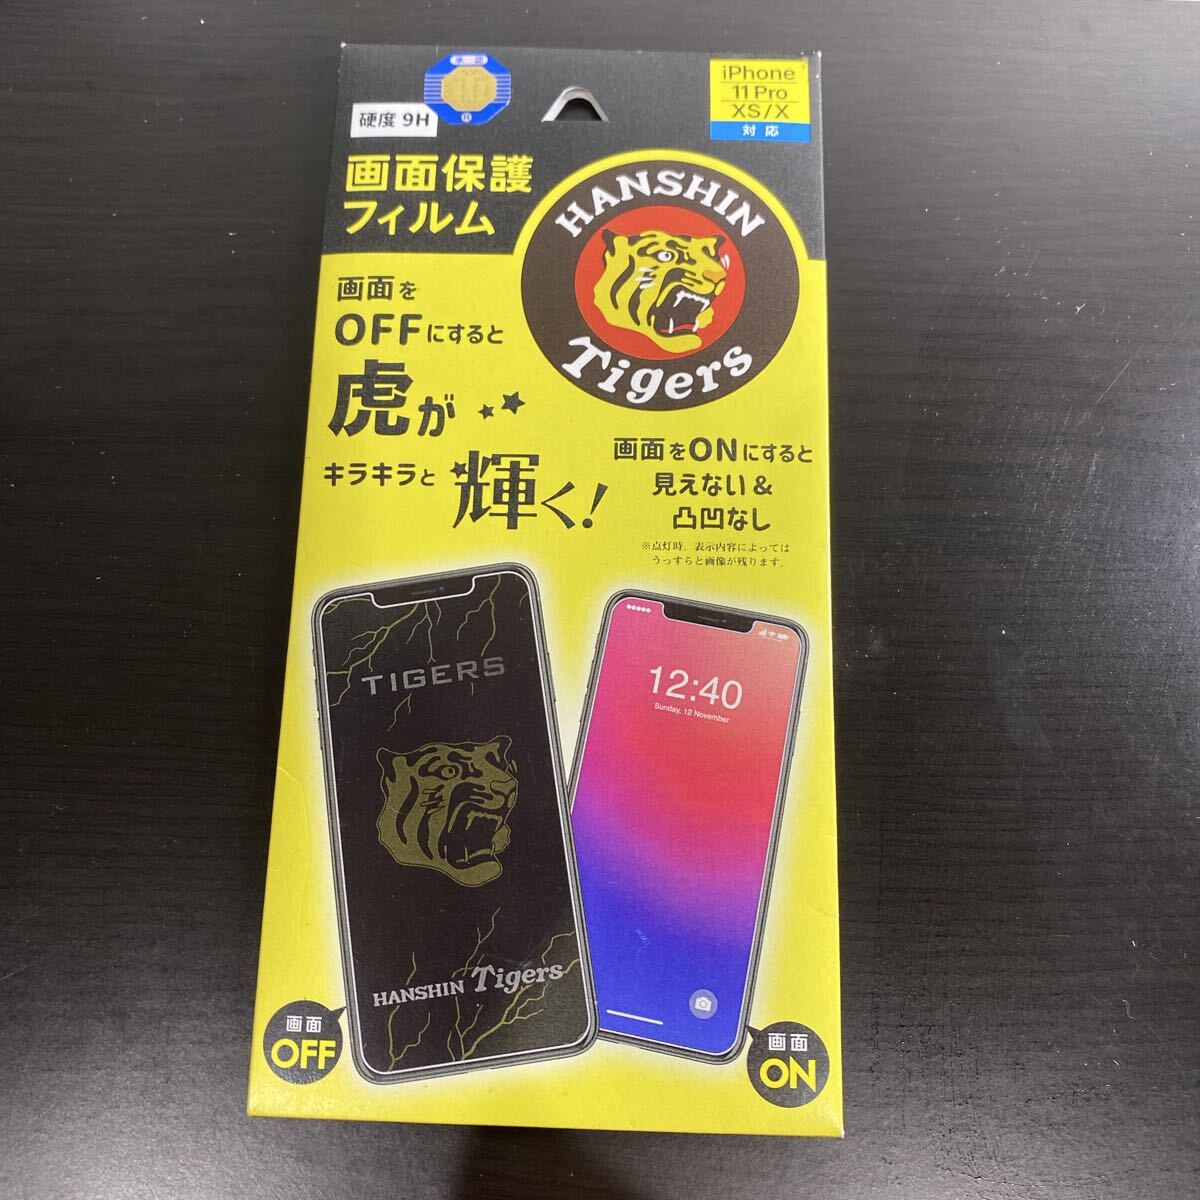 承認
硬度 9H
iPhone
11 Pro
XS/X
対応
画面保護
フィルム
HANSHIN
Tigers
画面を
OFFにすると
虎が
キラキラと 輝く!
画面をONにすると
見えない&
凸凹なし
※点灯時、表示内容によっては
うっすらと画像が残ります。
TIGERS
HANSHIN Tigers
12:40
Sunday, 12 November
画面
OFF
画面
ON